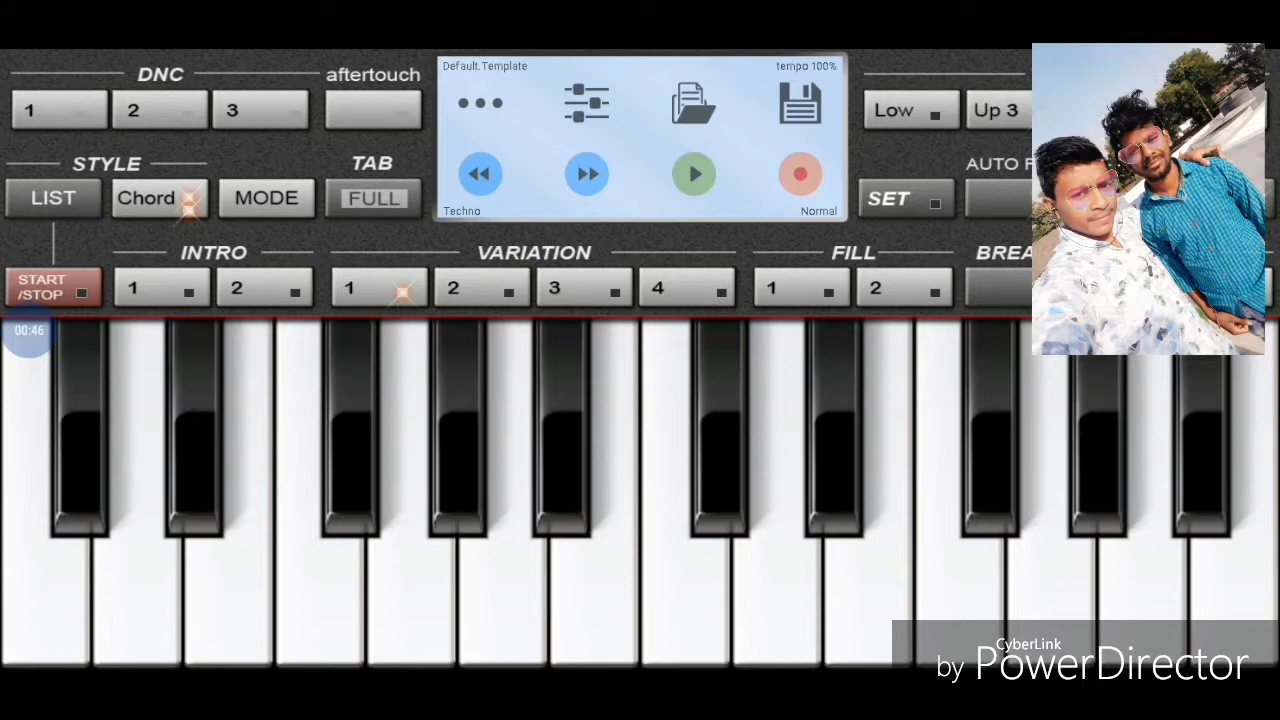 DNC
aftertouch
1
2
3
Default.Template
tempo 100%
Low
Up 3
STYLE
TAB
AUTO
LIST
Chord
MODE
FULL
Techno
Normal
SET
INTRO
VARIATION
FILL
START
/STOP
1
2
1
2
3
4
1
2
00:46
CyberLink
by PowerDirector